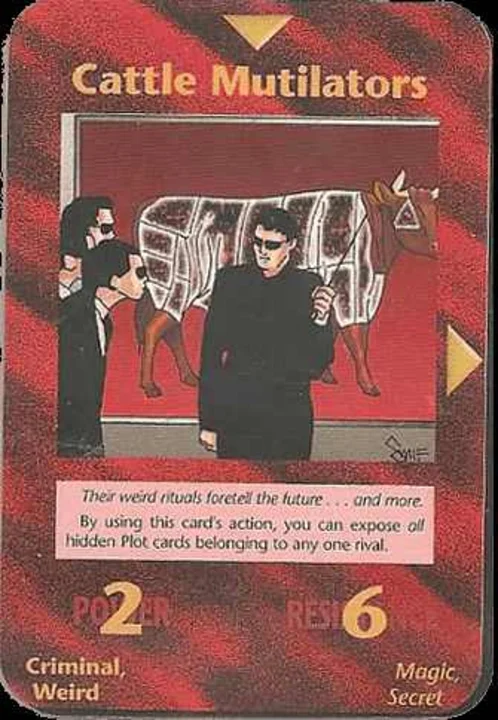 Cattle Mutilators
Their weird rituals foretell the future . . . and more.
By using this card's action, you can expose all
hidden Plot cards belonging to any one rival.
2 6
Criminal, Magic,
Weird Secret